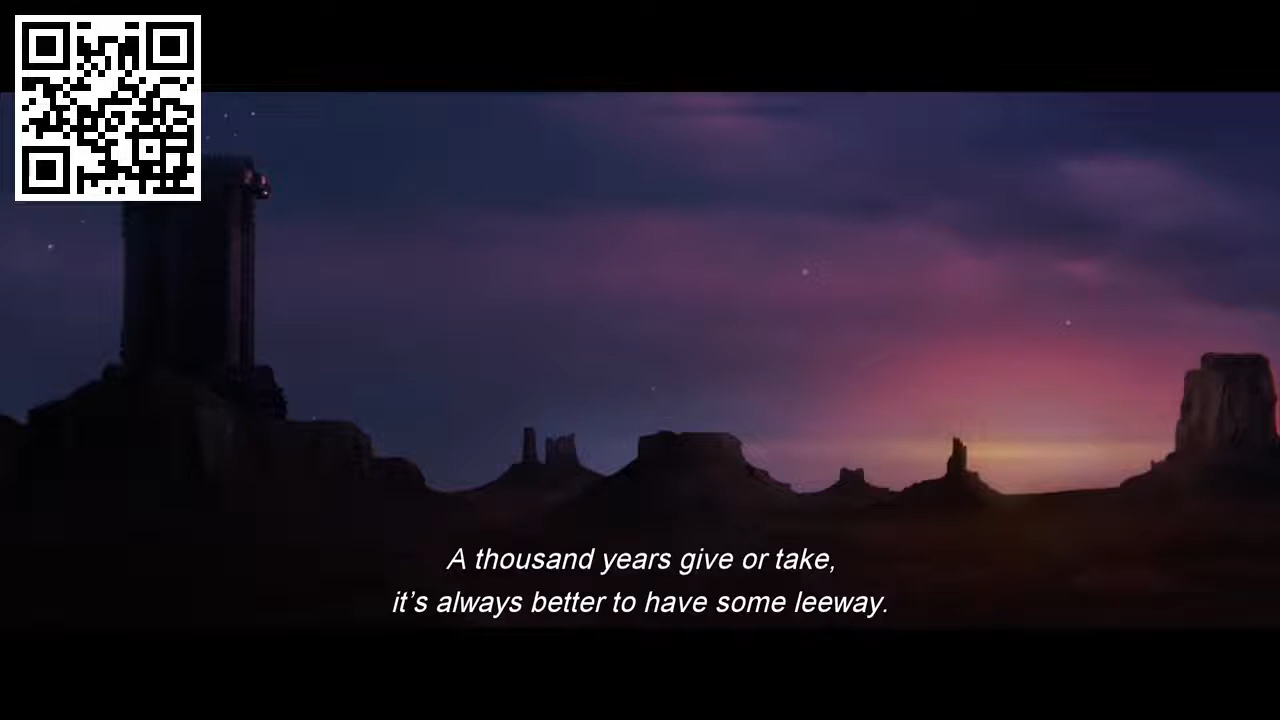 A thousand years give or take,
it’s always better to have some leeway.